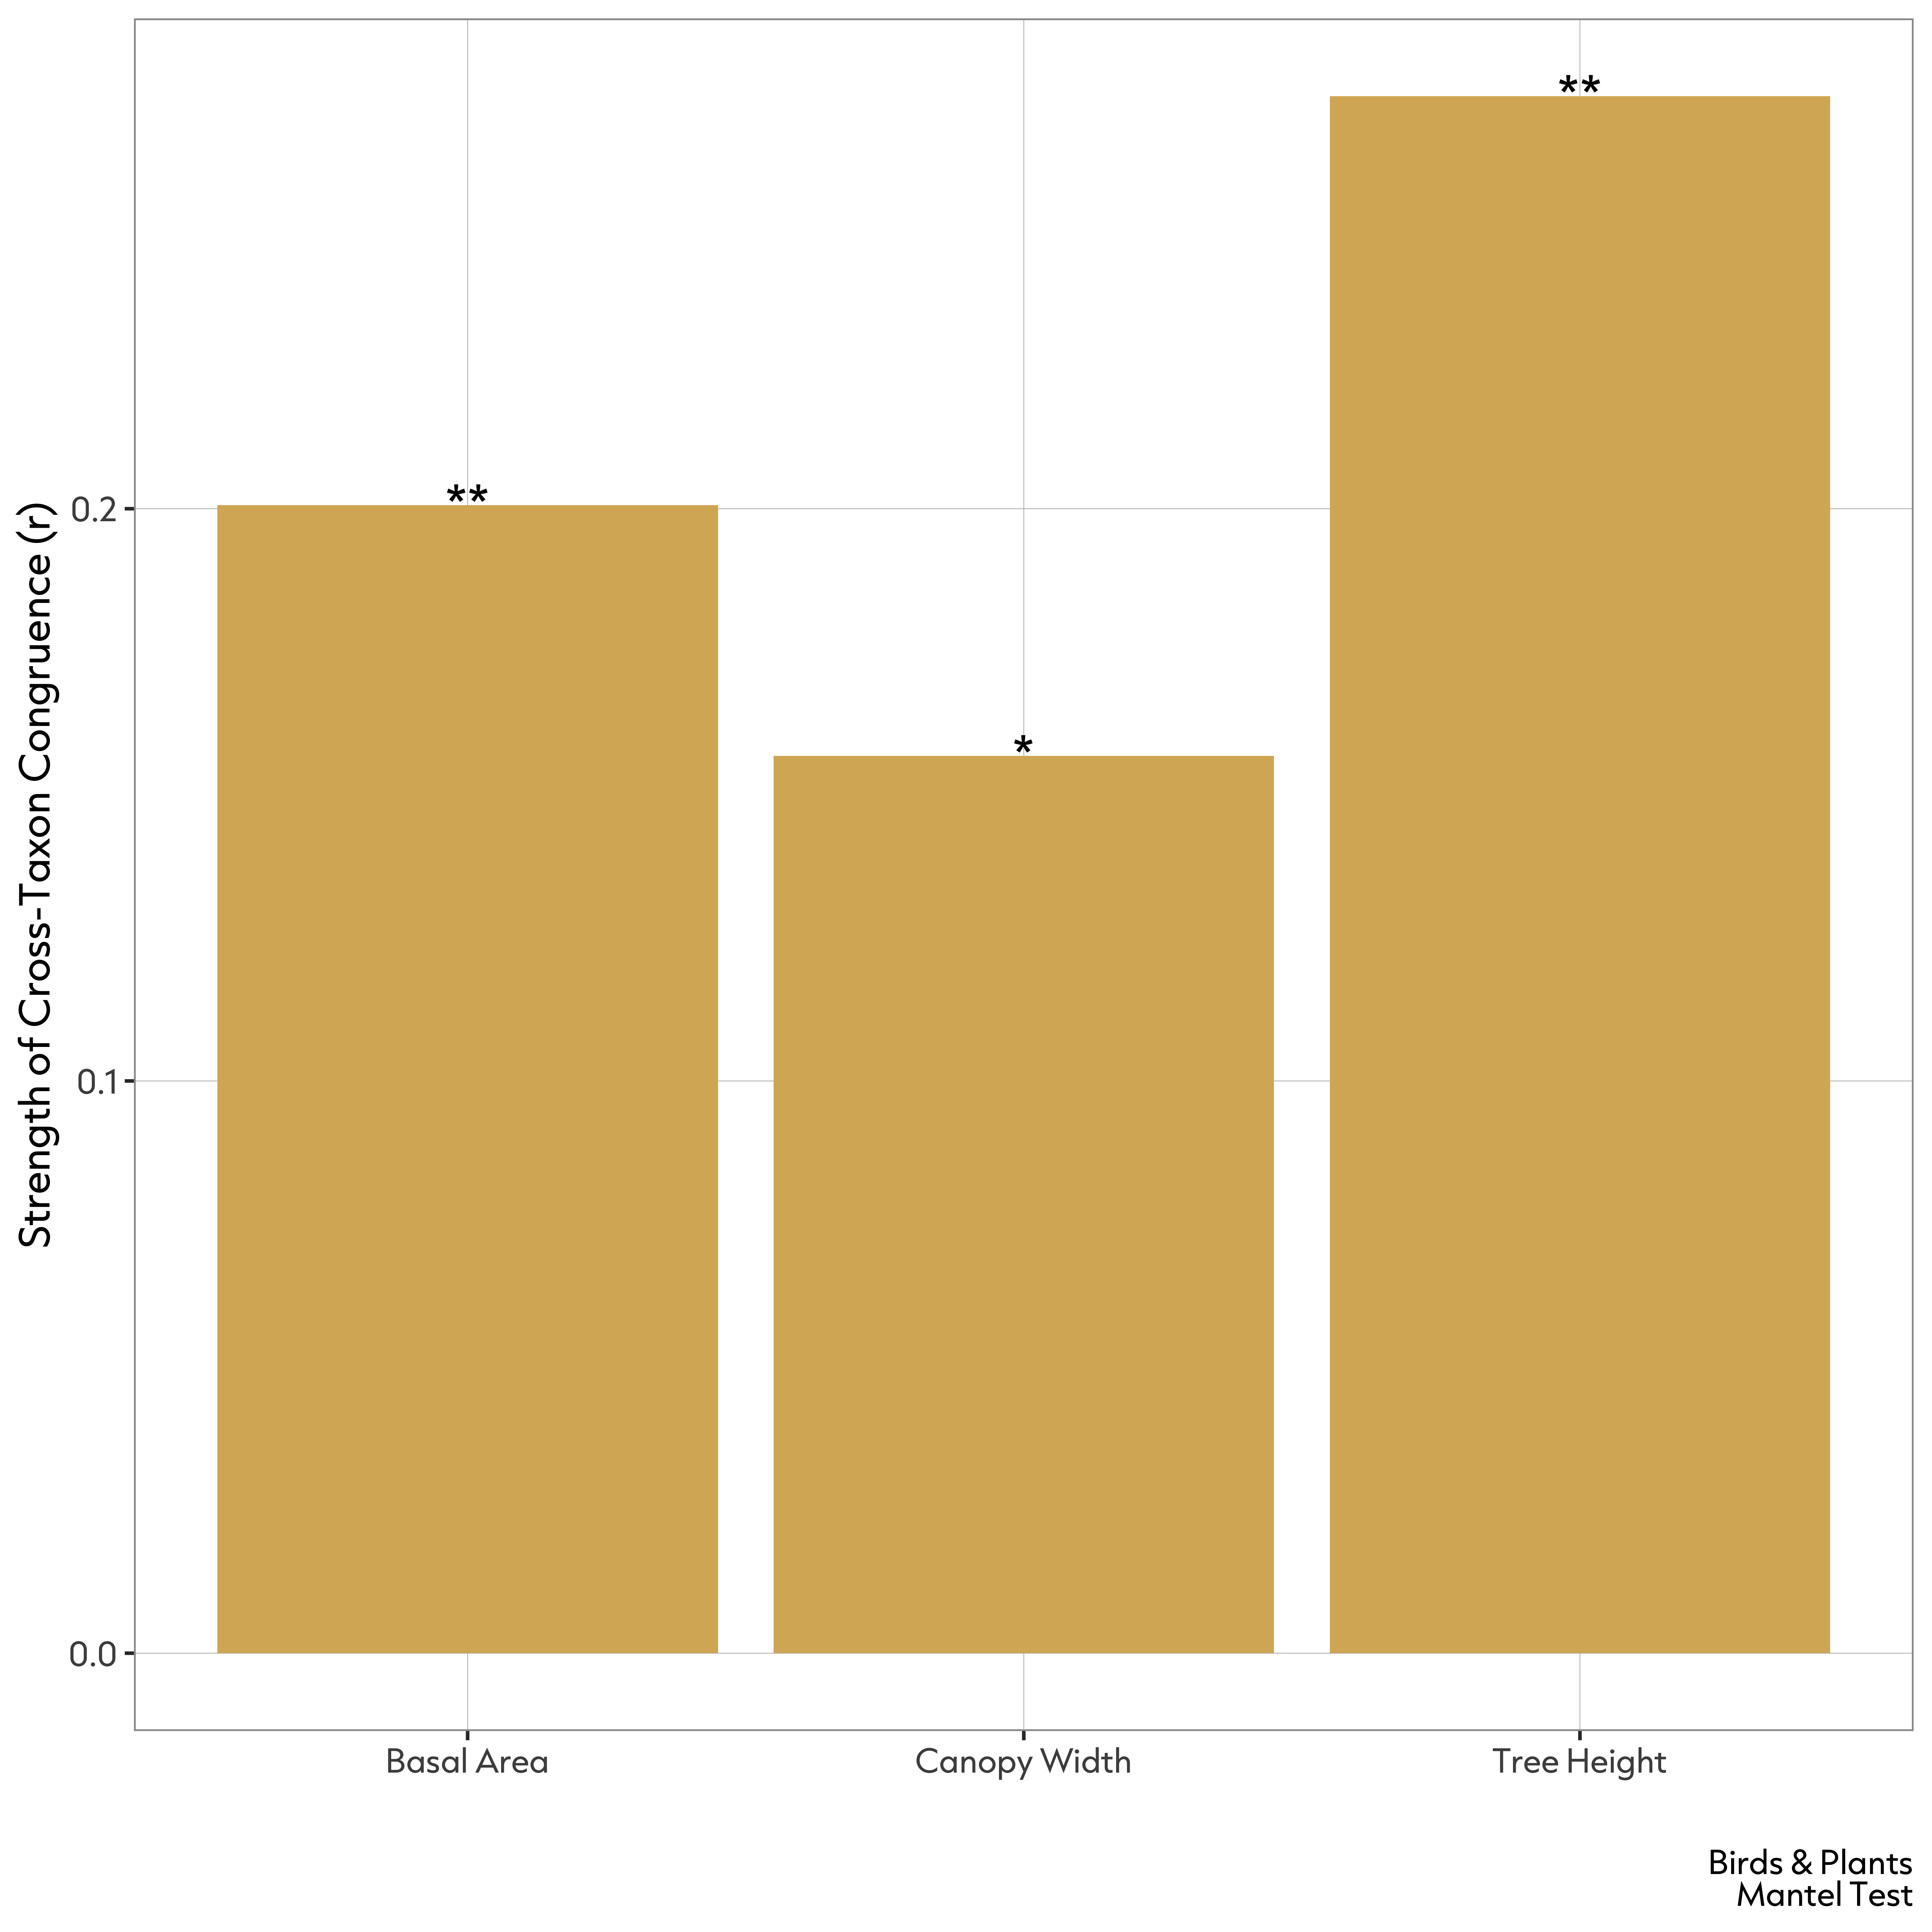 **
**
*
Strength of Cross-Taxon Congruence (r)
0.2
0.1
0.0
Basal Area
Canopy Width
Tree Height
Birds & Plants
Mantel Test